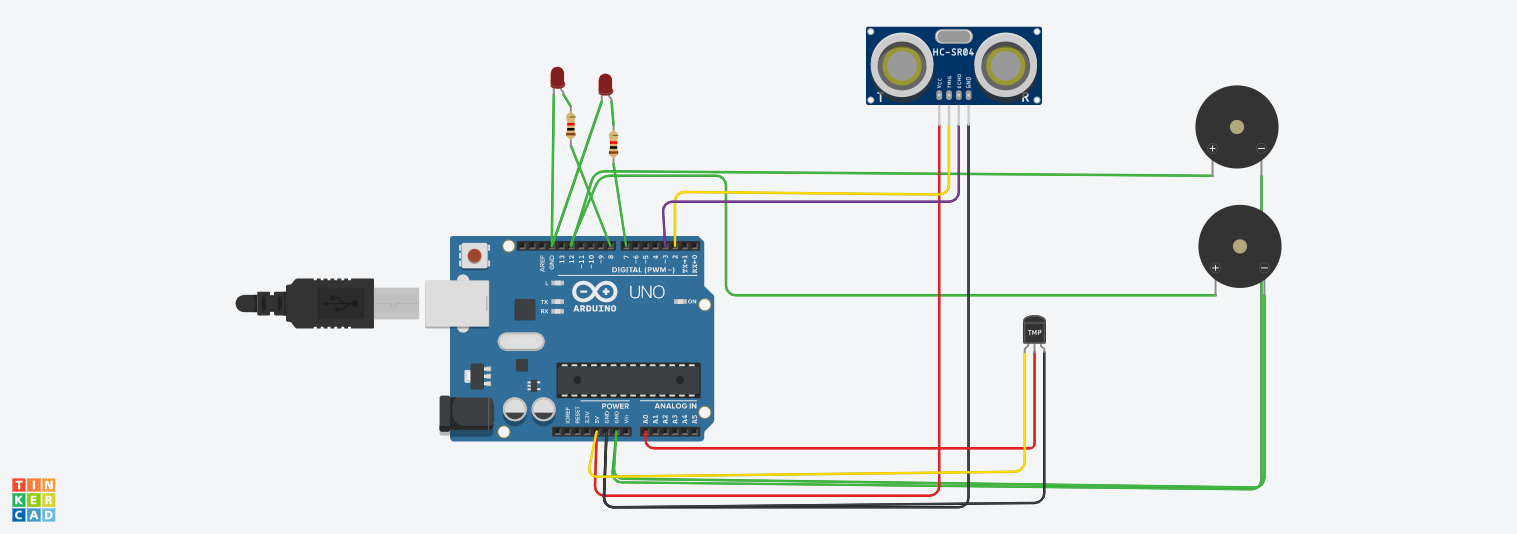 HC-SR04
VCC
TRIG
ECHO
GND
T
R
+
−
+
−
AREF
GND
13
12
~11
~10
~9
8
7
~6
~5
4
~3
2
TX→1
RX←0
DIGITAL (PWM~)
L
TX
RX
UNO
ON
ARDUINO
TMP
POWER
ANALOG IN
IOREF
RESET
3.3V
5V
GND
GND
Vin
A0
A1
A2
A3
A4
A5
TIN
KER
CAD